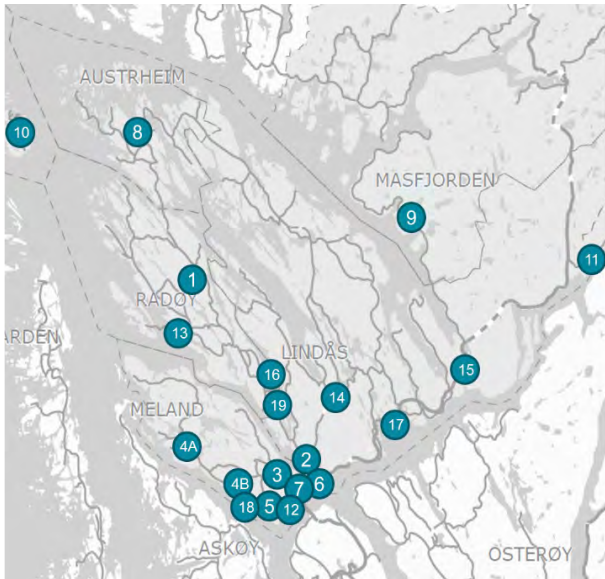 AUSTRHEIM
10
8
MASFJORDEN
9
11
1
RADØY
13
ARDEN
LINDÅS
15
16
14
MELAND
19
17
4A
2
3
4B
7
6
18
5
12
ASKØY
OSTERØY